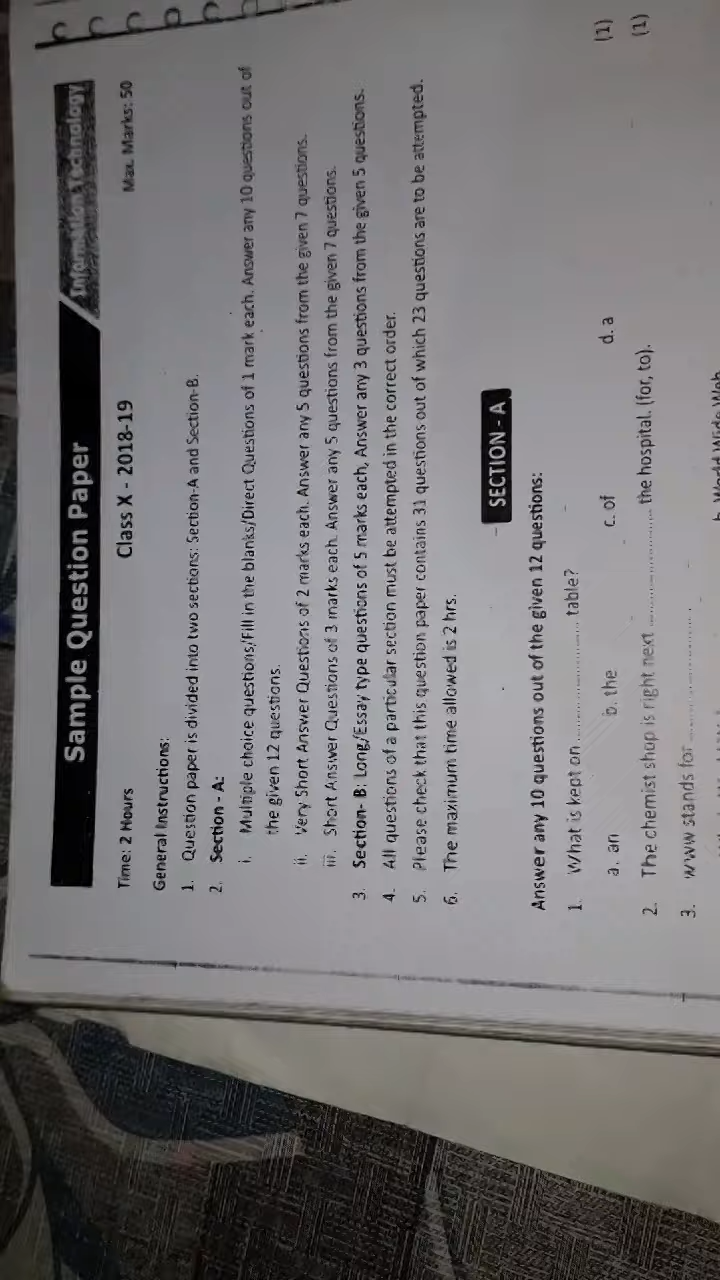 Sample Question Paper
Information Technology
Time: 2 Hours Class X - 2018-19 Max. Marks: 50
General Instructions:
1. Question paper is divided into two sections: Section-A and Section-B.
2. Section - A:
i. Multiple choice questions/Fill in the blanks/Direct Questions of 1 mark each. Answer any 10 questions out of
the given 12 questions.
ii. Very Short Answer Questions of 2 marks each. Answer any 5 questions from the given 7 questions.
iii. Short Answer Questions of 3 marks each. Answer any 5 questions from the given 7 questions.
3. Section- B: Long/Essay type questions of 5 marks each, Answer any 3 questions from the given 5 questions.
4. All questions of a particular section must be attempted in the correct order.
5. Please check that this question paper contains 31 questions out of which 23 questions are to be attempted.
6. The maximum time allowed is 2 hrs.
SECTION - A
Answer any 10 questions out of the given 12 questions:
1. What is kept on .................... table? (1)
a. an b. the c. of d. a
2. The chemist shop is right next .................... the hospital. (for, to). (1)
3. www stands for ....................
b. World Wide Web